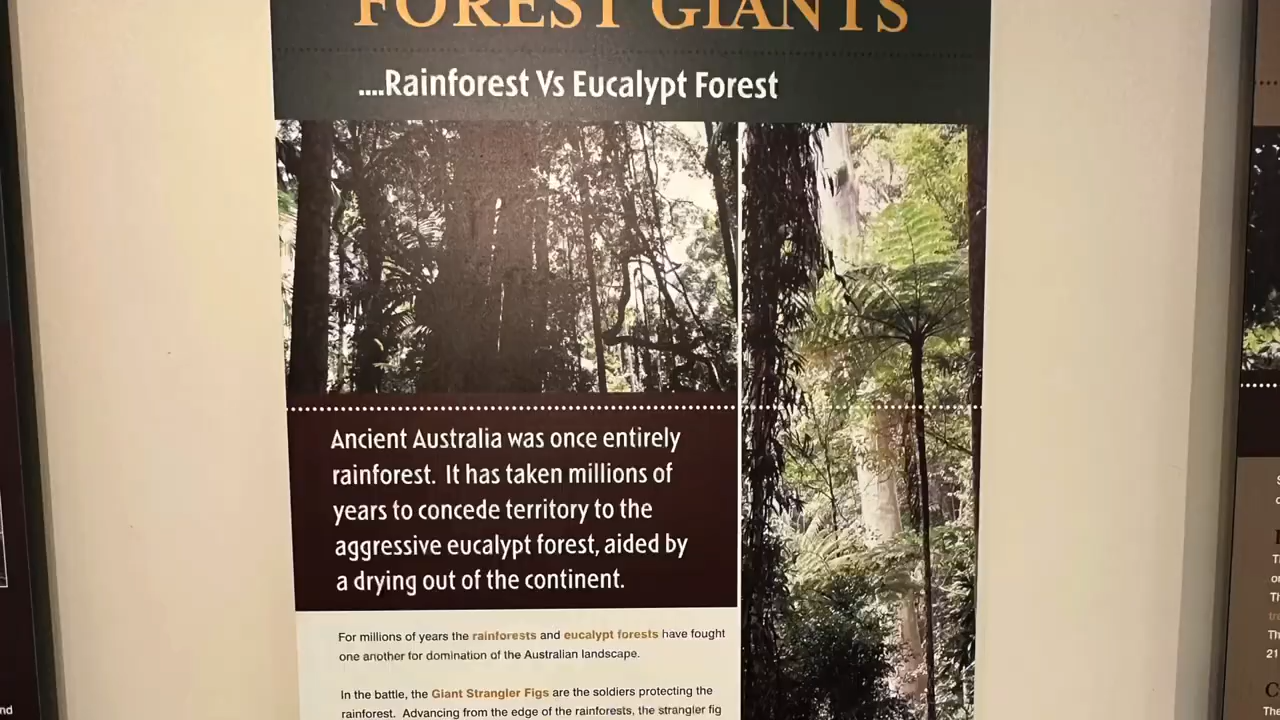 FOREST GIANTS
....Rainforest Vs Eucalypt Forest
Ancient Australia was once entirely
rainforest. It has taken millions of
years to concede territory to the
aggressive eucalypt forest, aided by
a drying out of the continent.
For millions of years the rainforests and eucalypt forests have fought
one another for domination of the Australian landscape.
In the battle, the Giant Strangler Figs are the soldiers protecting the
rainforest. Advancing from the edge of the rainforests, the strangler fig
nd
21